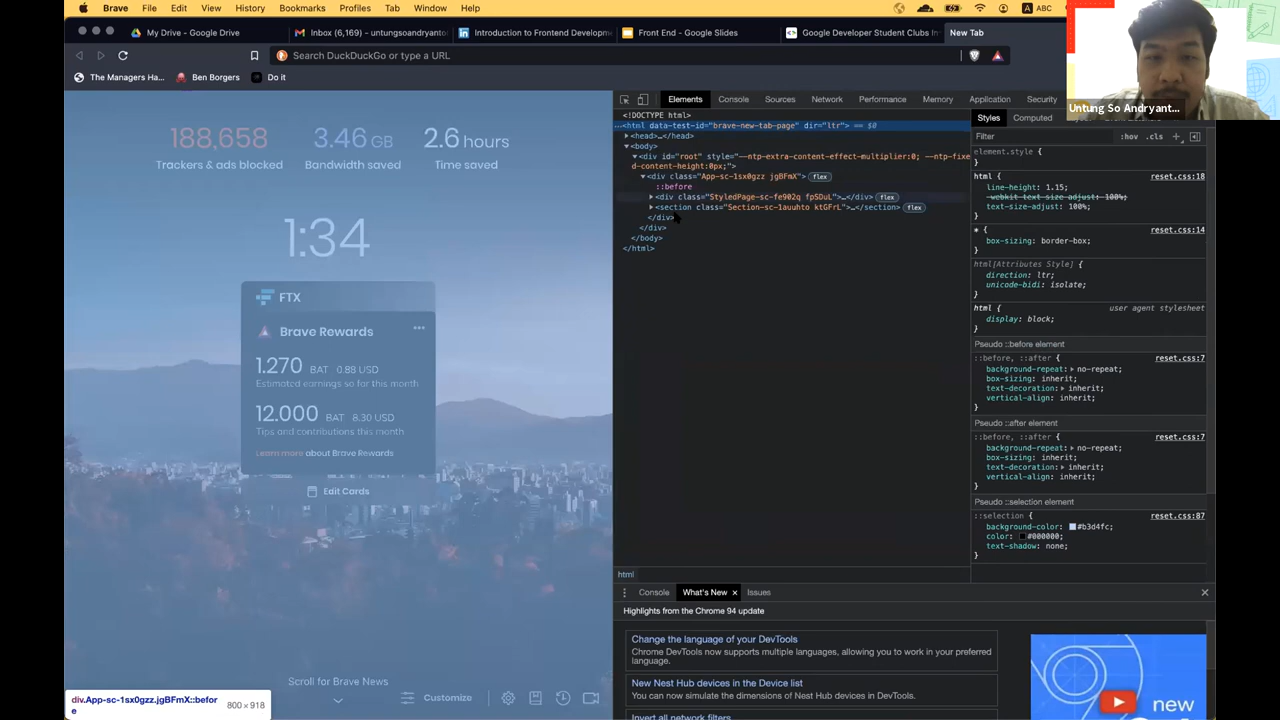 Brave File Edit View History Bookmarks Profiles Tab Window Help
ABC
My Drive - Google Drive
Inbox (6,169) - untungsoandryanto
Introduction to Frontend Developm
Front End - Google Slides
Google Developer Student Clubs In
New Tab
Search DuckDuckGo or type a URL
The Managers Ha... Ben Borgers Do it
Untung So Andryant...
188,658 3.46 GB 2.6 hours
Trackers & ads blocked Bandwidth saved Time saved
1:34
FTX
Brave Rewards
1.270 BAT 0.88 USD
Estimated earnings so far this month
12.000 BAT 8.30 USD
Tips and contributions this month
Learn more about Brave Rewards
Edit Cards
Scroll for Brave News
Customize
div.App-sc-1sx0gzz.jgBFmX::befor
e
800 × 918
Elements Console Sources Network Performance Memory Application Security
<!DOCTYPE html>
<html data-test-id="brave-new-tab-page" dir="ltr"> == $0
<head>…</head>
<body>
<div id="root" style="--ntp-extra-content-effect-multiplier:0; --ntp-fixe
d-content-height:0px;">
<div class="App-sc-1sx0gzz jgBFmX"> flex
::before
<div class="StyledPage-sc-fe902q fpSDuL">…</div> flex
<section class="Section-sc-1auuhto ktGFrL">…</section> flex
</div>
</div>
</body>
</html>
html
Styles Computed
Filter :hov .cls
element.style {
}
html { reset.css:18
line-height: 1.15;
-webkit-text-size-adjust: 100%;
text-size-adjust: 100%;
}
* { reset.css:14
box-sizing: border-box;
}
html[Attributes Style] {
direction: ltr;
unicode-bidi: isolate;
}
html { user agent stylesheet
display: block;
}
Pseudo ::before element
::before, ::after { reset.css:7
background-repeat: no-repeat;
box-sizing: inherit;
text-decoration: inherit;
vertical-align: inherit;
}
Pseudo ::after element
::before, ::after { reset.css:7
background-repeat: no-repeat;
box-sizing: inherit;
text-decoration: inherit;
vertical-align: inherit;
}
Pseudo ::selection element
::selection { reset.css:87
background-color: #b3d4fc;
color: #000000;
text-shadow: none;
}
Console What's New Issues
Highlights from the Chrome 94 update
Change the language of your DevTools
Chrome DevTools now supports multiple languages, allowing you to work in your preferred
language.
New Nest Hub devices in the Device list
You can now simulate the dimensions of Nest Hub devices in DevTools.
Invert all network filters
new